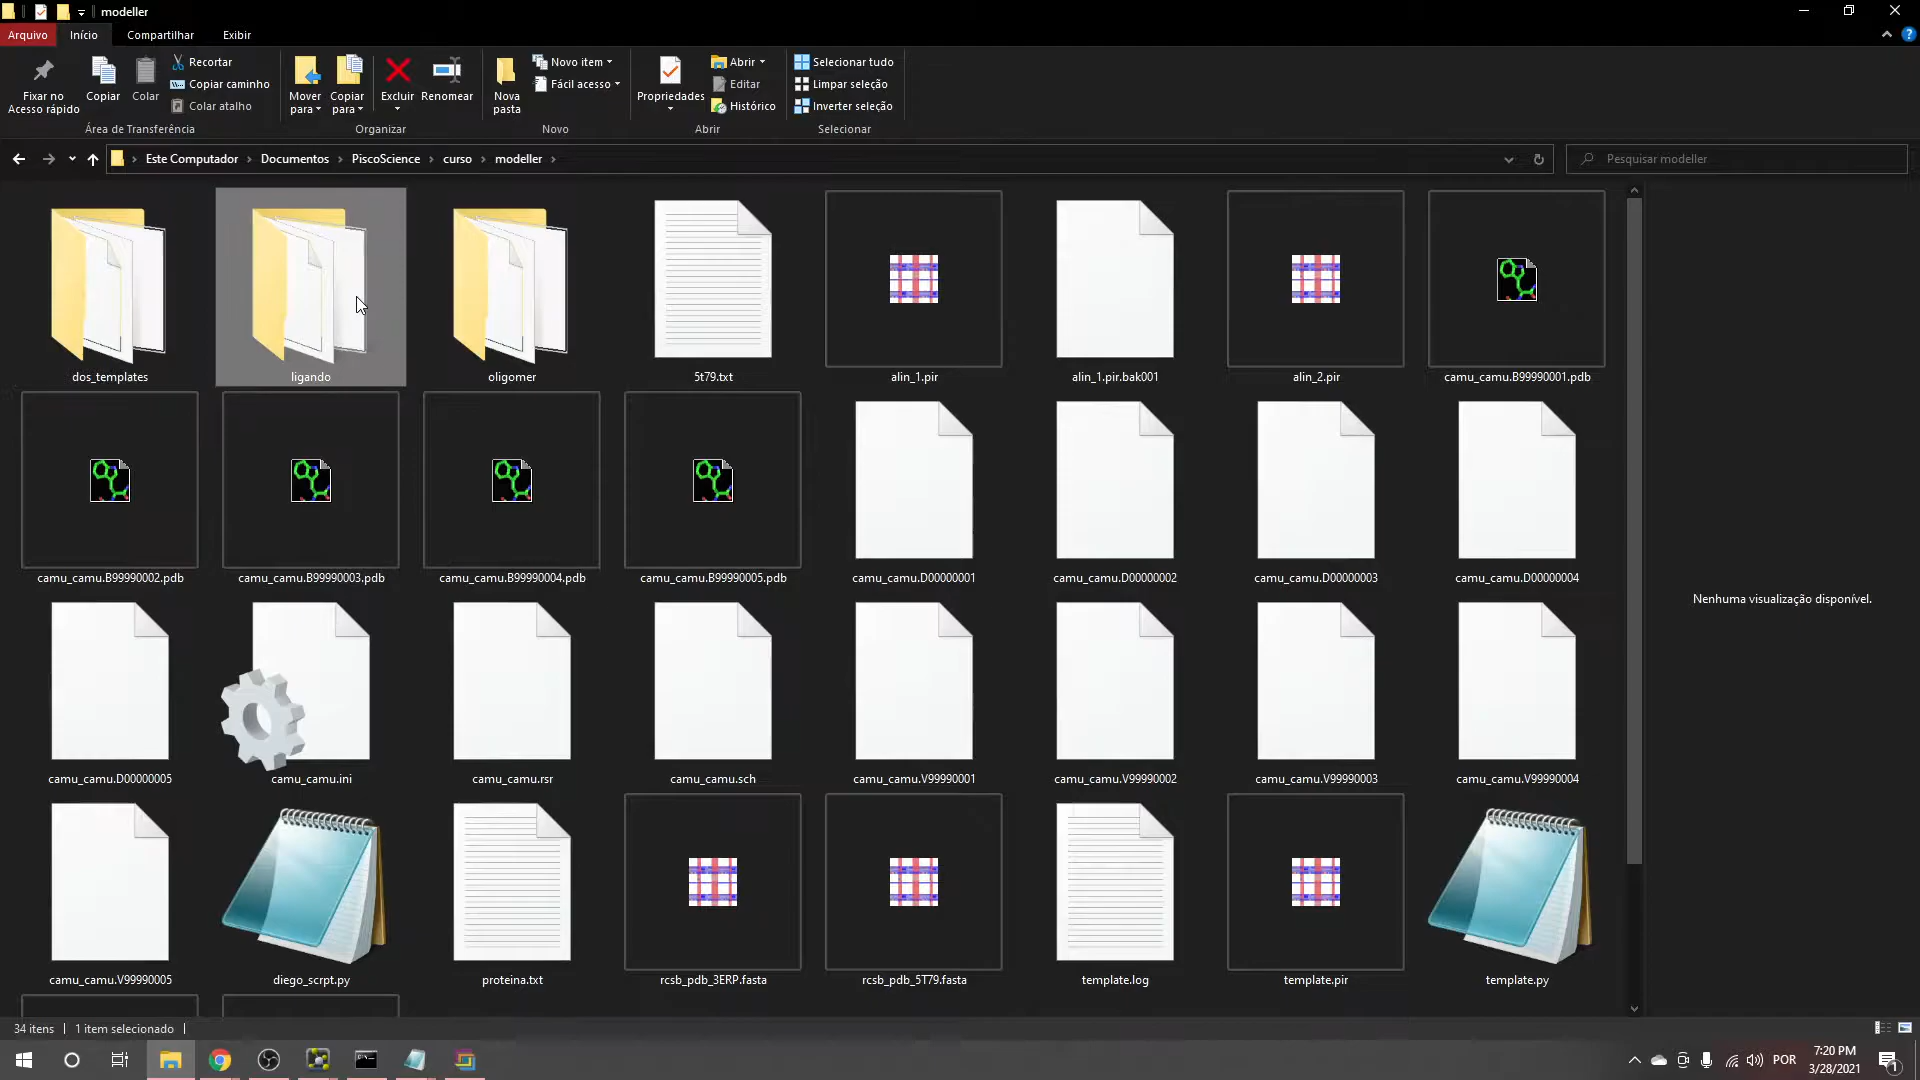 modeller
Arquivo
Início
Compartilhar
Exibir
Fixar no
Acesso rápido
Copiar
Colar
Recortar
Copiar caminho
Colar atalho
Área de Transferência
Mover
para
Copiar
para
Excluir
Renomear
Organizar
Nova
pasta
Novo item
Fácil acesso
Novo
Propriedades
Abrir
Editar
Histórico
Abrir
Selecionar tudo
Limpar seleção
Inverter seleção
Selecionar
Este Computador > Documentos > PiscoScience > curso > modeller >
Pesquisar modeller
dos_templates
ligando
oligomer
5t79.txt
alin_1.pir
alin_1.pir.bak001
alin_2.pir
camu_camu.B99990001.pdb
camu_camu.B99990002.pdb
camu_camu.B99990003.pdb
camu_camu.B99990004.pdb
camu_camu.B99990005.pdb
camu_camu.D00000001
camu_camu.D00000002
camu_camu.D00000003
camu_camu.D00000004
camu_camu.D00000005
camu_camu.ini
camu_camu.rsr
camu_camu.sch
camu_camu.V99990001
camu_camu.V99990002
camu_camu.V99990003
camu_camu.V99990004
camu_camu.V99990005
diego_scrpt.py
proteina.txt
rcsb_pdb_3ERP.fasta
rcsb_pdb_5T79.fasta
template.log
template.pir
template.py
Nenhuma visualização disponível.
34 itens
1 item selecionado
POR
7:20 PM
3/28/2021
1